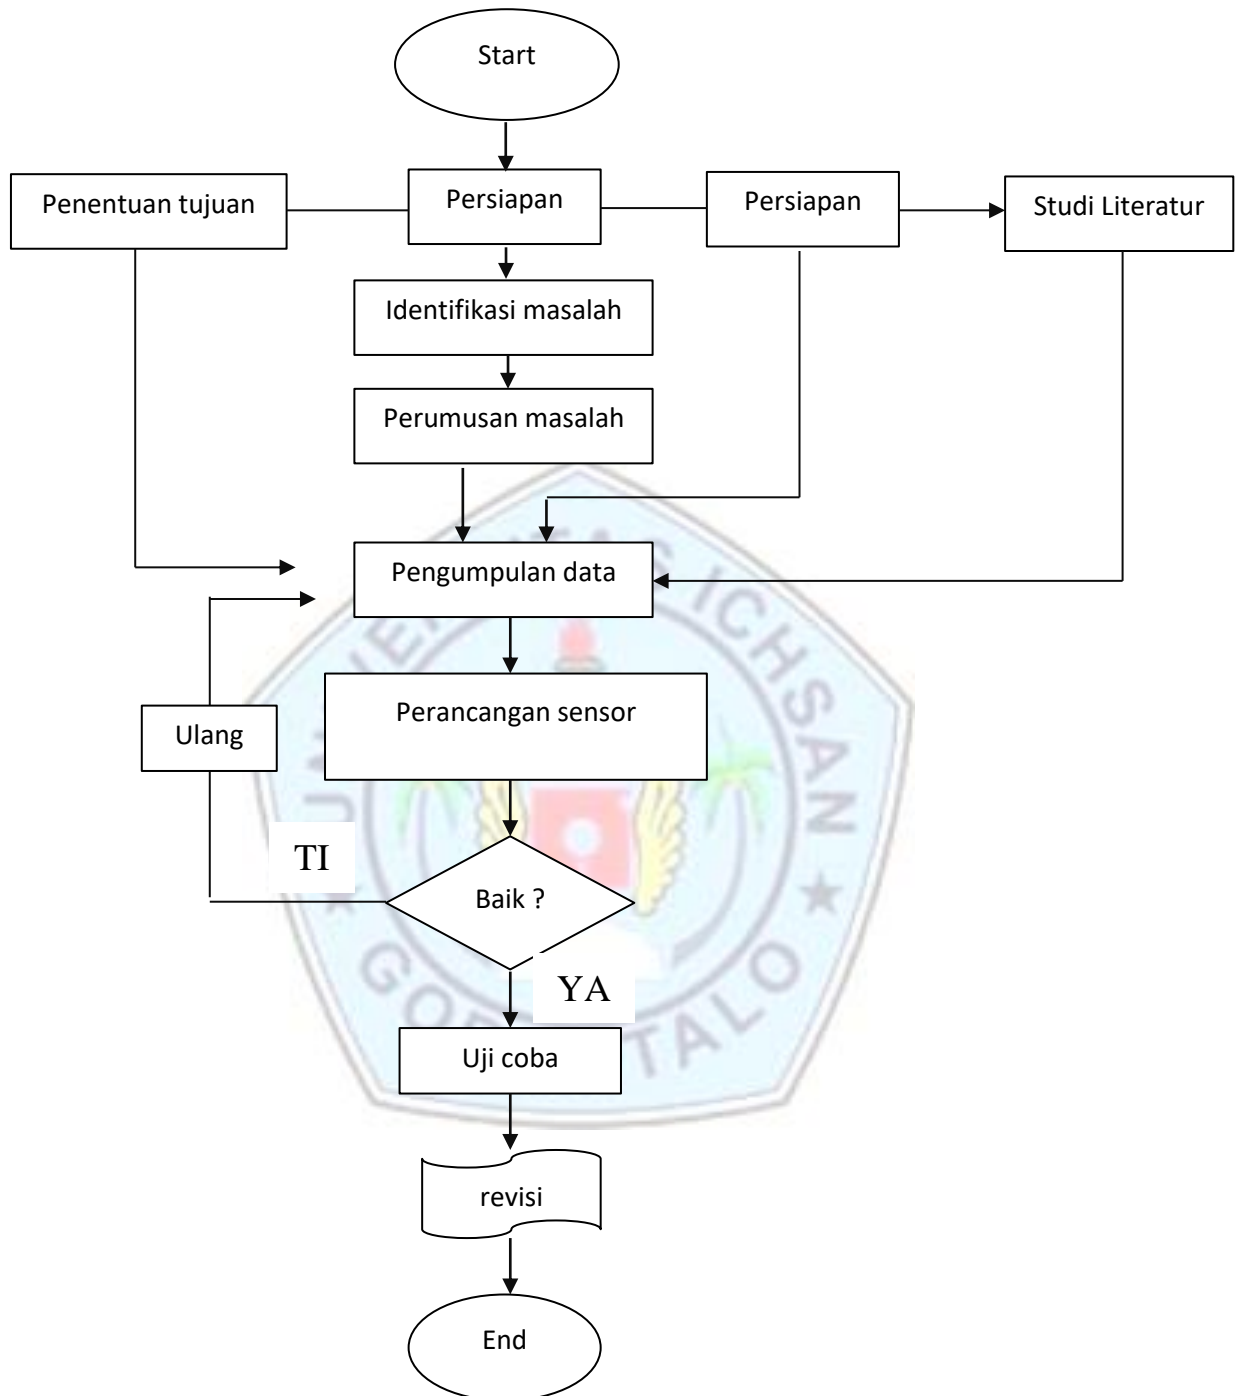 Start
Penentuan tujuan
Persiapan
Persiapan
Studi Literatur
Identifikasi masalah
Perumusan masalah
Pengumpulan data
Perancangan sensor
Ulang
TI
Baik ?
YA
Uji coba
revisi
End
ICHSAN